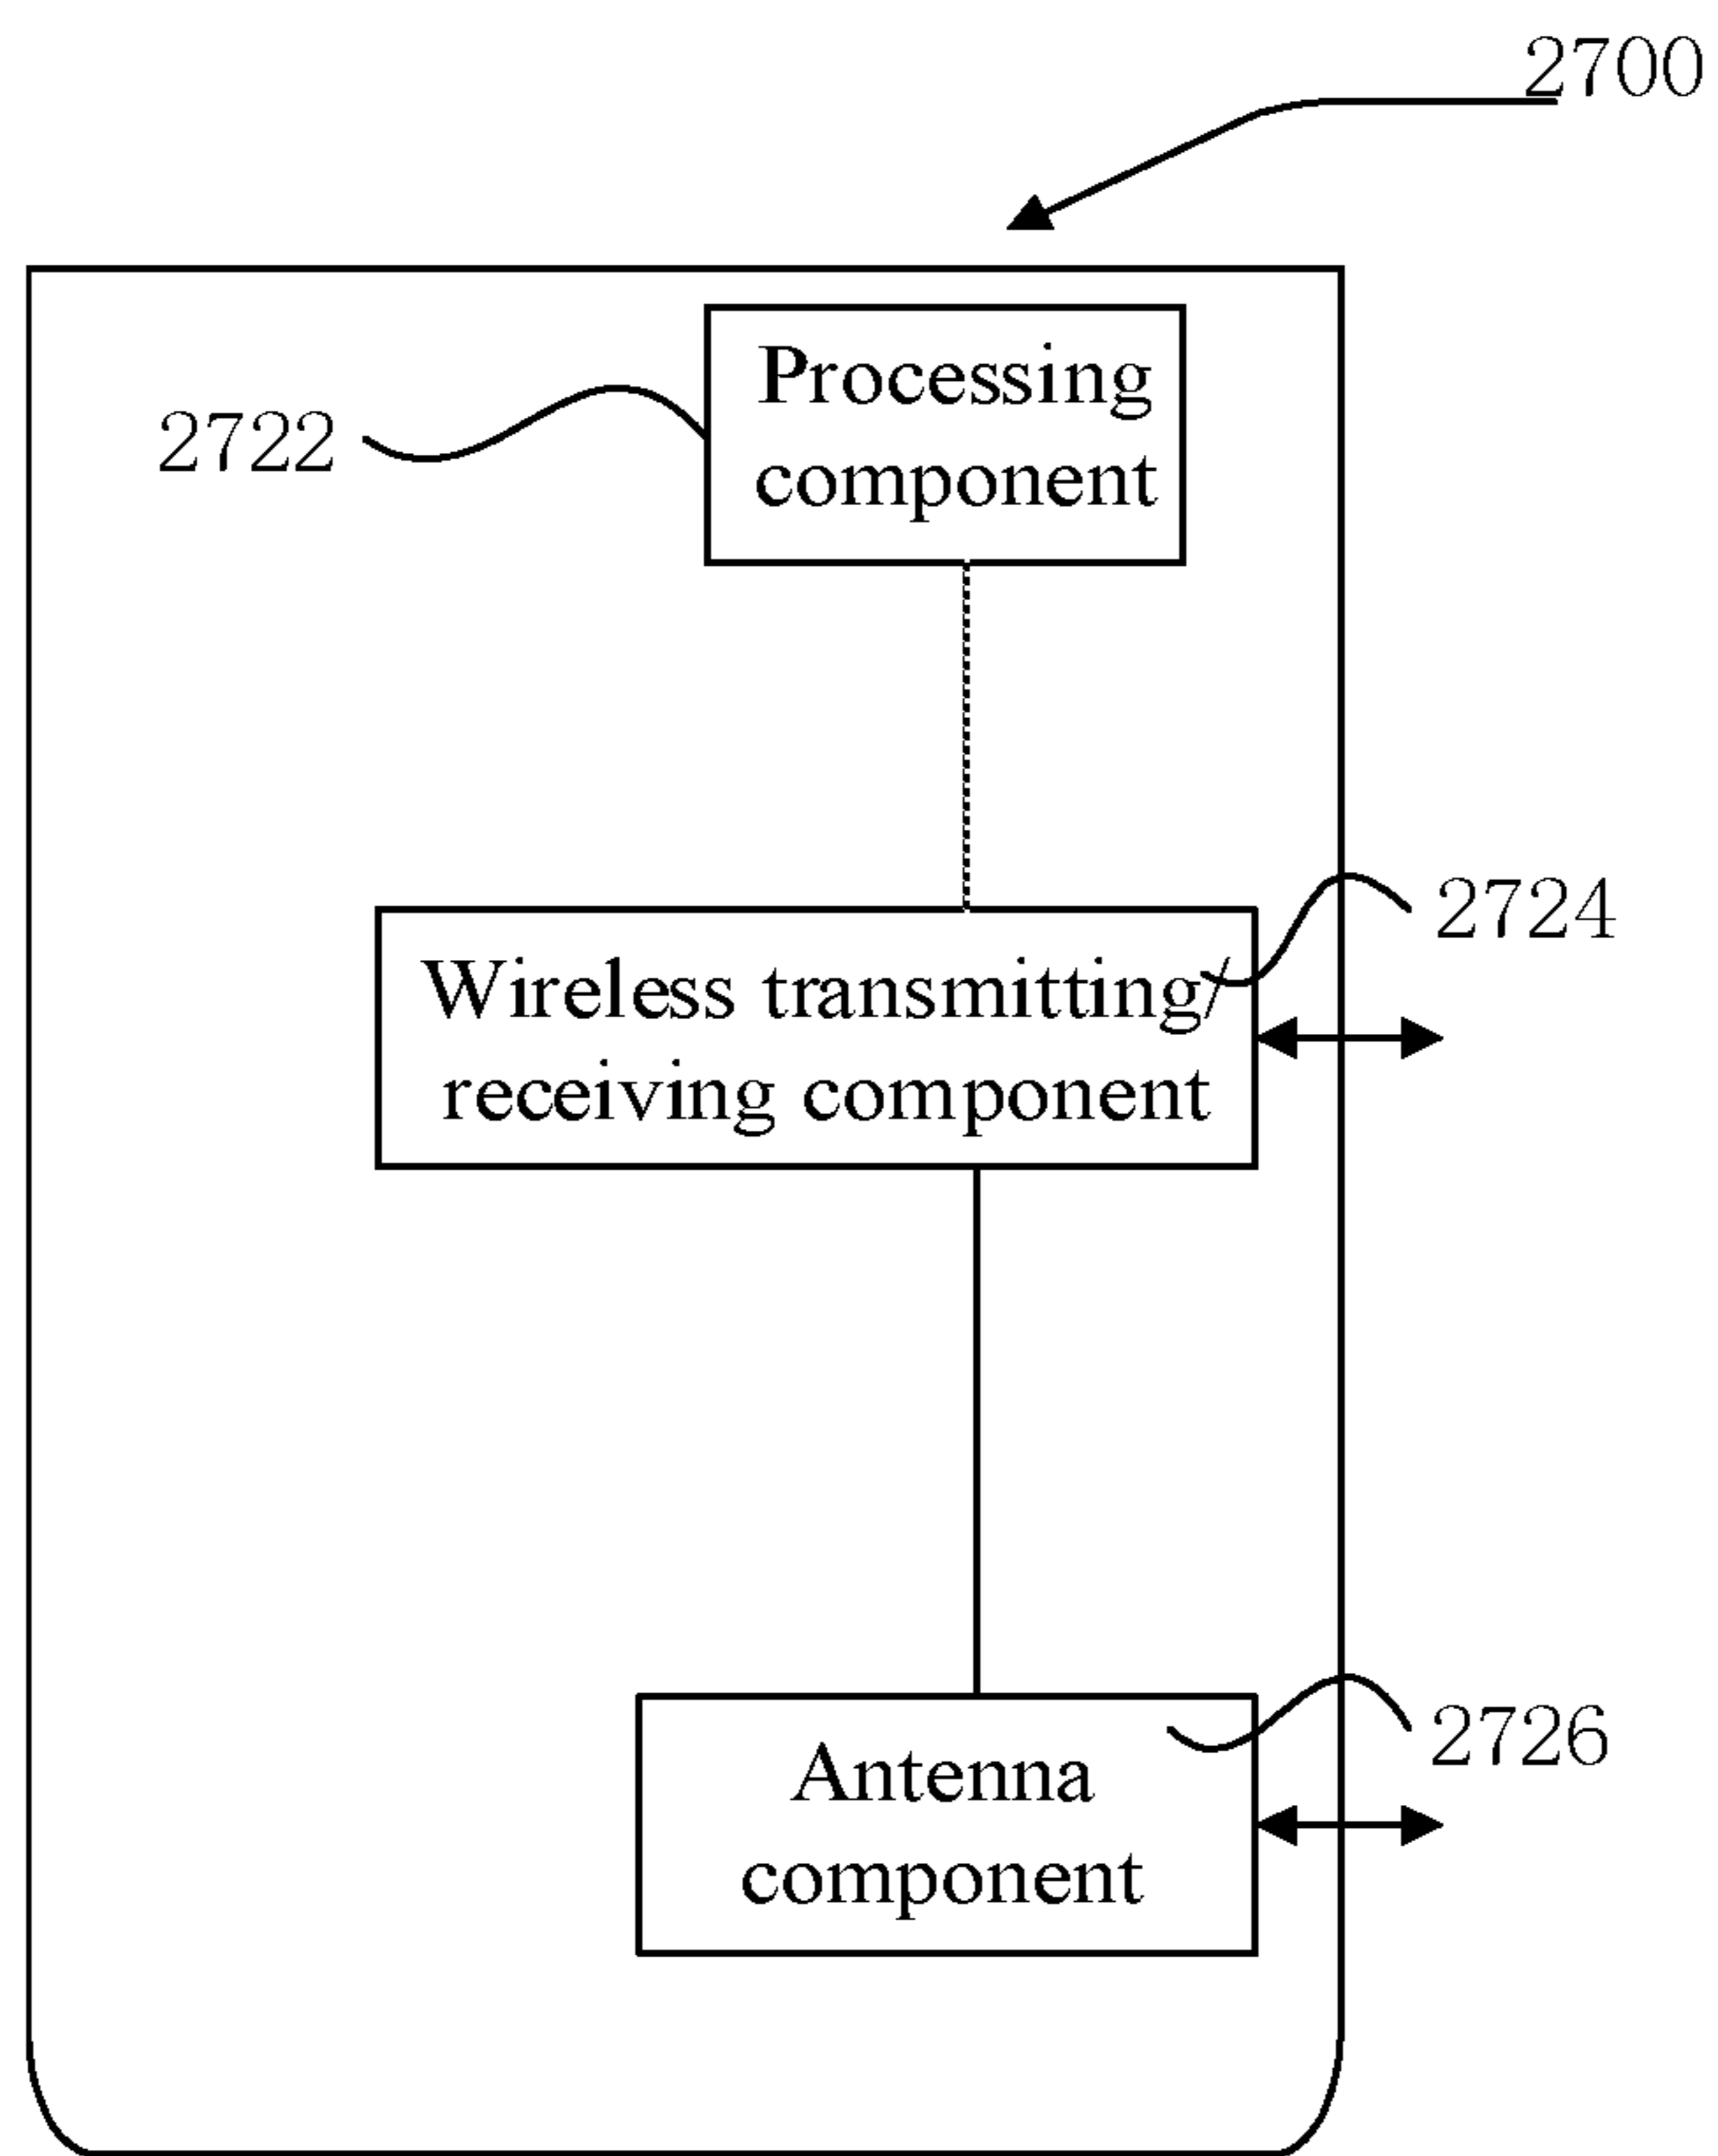 2700
Processing
component
2722
2724
Wireless transmitting/
receiving component
2726
Antenna
component